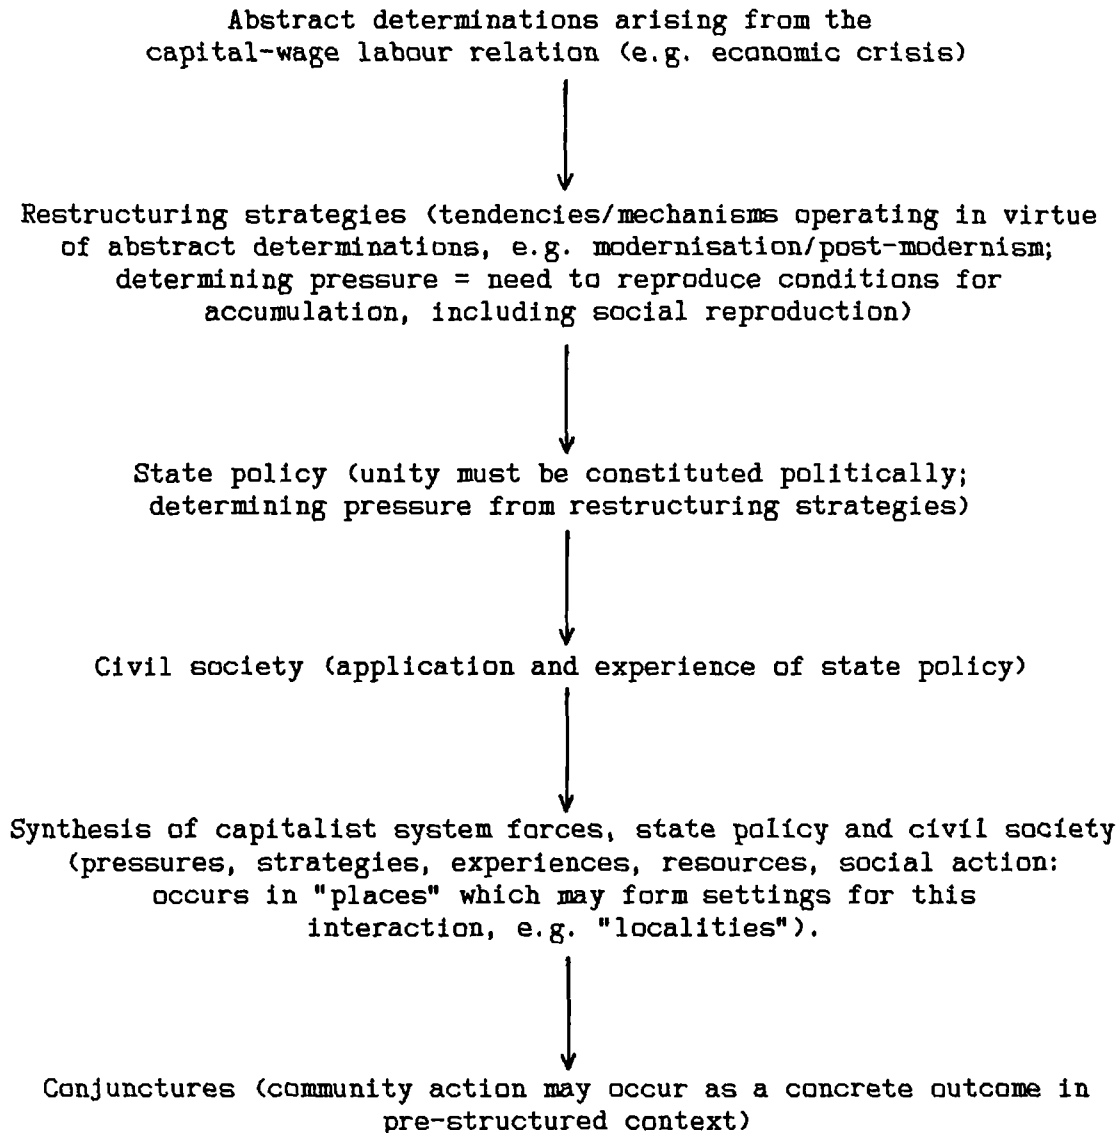 Abstract determinations arising from the
capital-wage labour relation (e.g. economic crisis)
Restructuring strategies (tendencies/mechanisms operating in virtue
of abstract determinations, e.g. modernisation/post-modernism;
determining pressure = need to reproduce conditions for
accumulation, including social reproduction)
State policy (unity must be constituted politically;
determining pressure from restructuring strategies)
Civil society (application and experience of state policy)
Synthesis of capitalist system forces, state policy and civil society
(pressures, strategies, experiences, resources, social action:
occurs in "places" which may form settings for this
interaction, e.g. "localities").
Conjunctures (community action may occur as a concrete outcome in
pre-structured context)